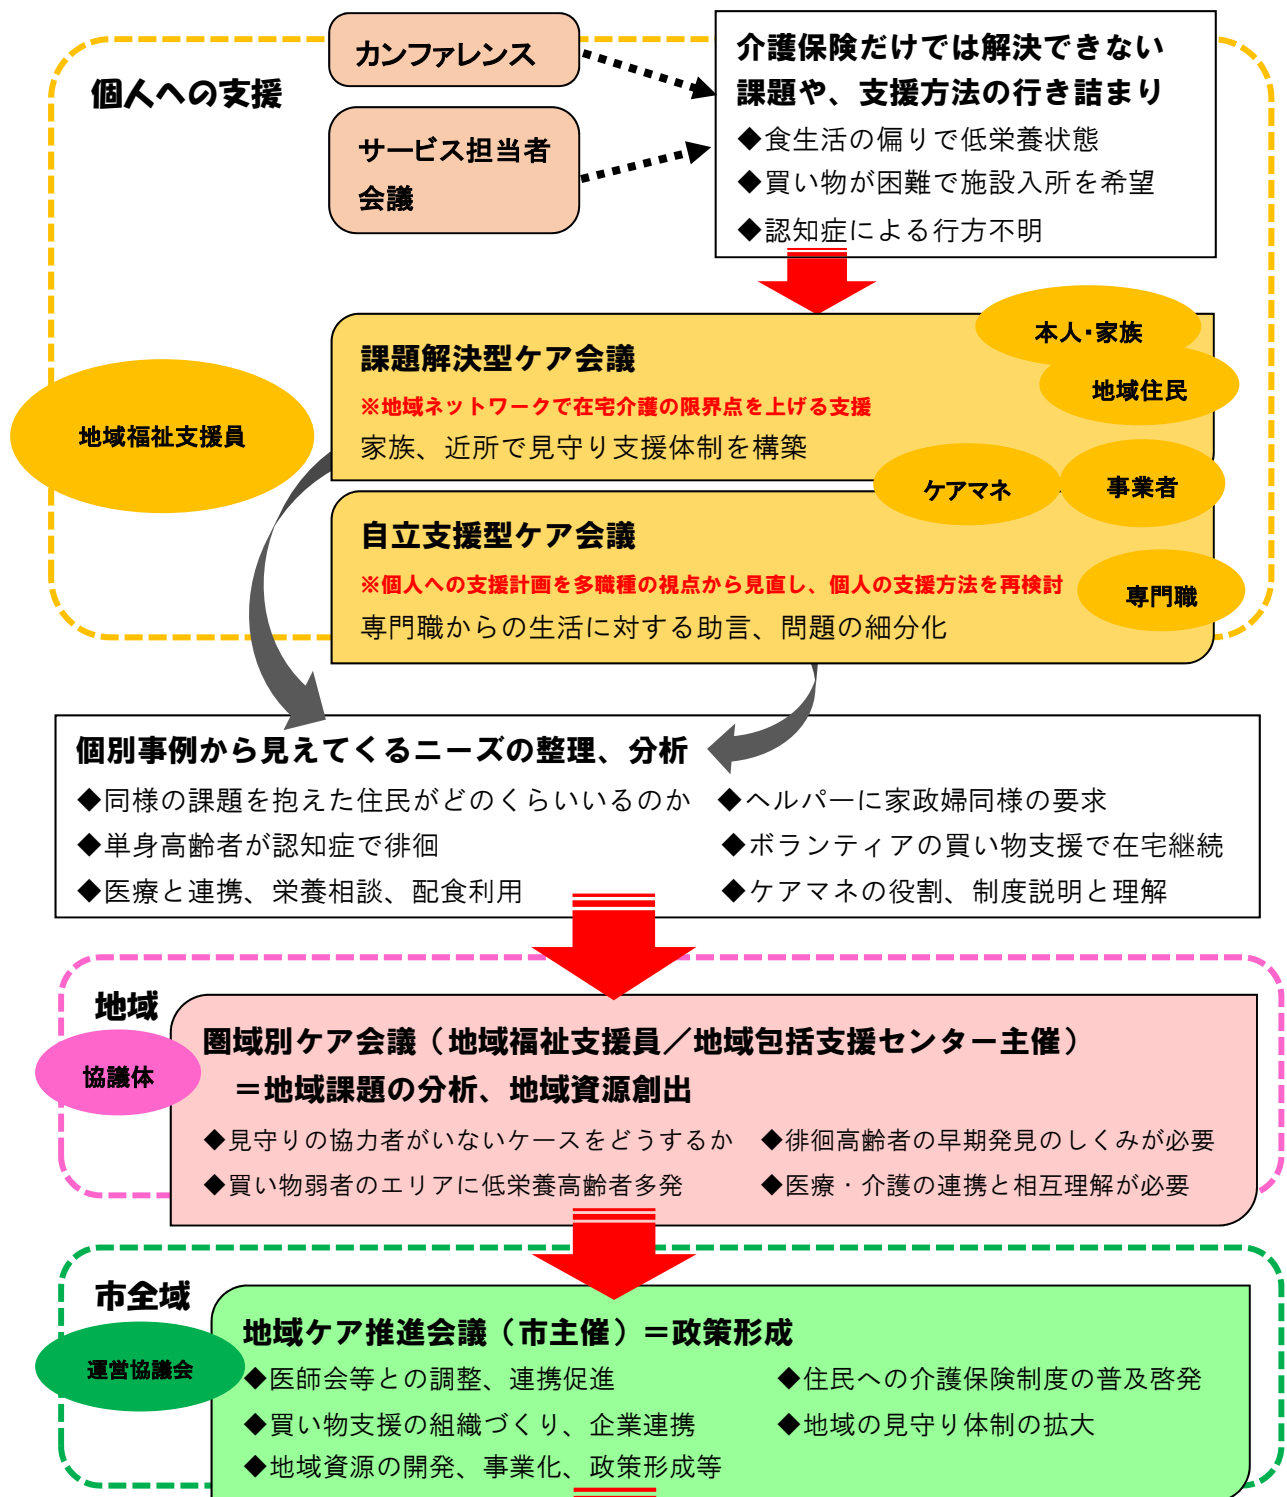 個人への支援
カンファレンス
サービス担当者
会議
介護保険だけでは解決できない
課題や、支援方法の行き詰まり
◆食生活の偏りで低栄養状態
◆買い物が困難で施設入所を希望
◆認知症による行方不明
地域福祉支援員
課題解決型ケア会議
※地域ネットワークで在宅介護の限界点を上げる支援
家族、近所で見守り支援体制を構築
本人・家族
地域住民
ケアマネ
事業者
自立支援型ケア会議
※個人への支援計画を多職種の視点から見直し、個人の支援方法を再検討
専門職からの生活に対する助言、問題の細分化
専門職
個別事例から見えてくるニーズの整理、分析
◆同様の課題を抱えた住民がどのくらいいるのか
◆ヘルパーに家政婦同様の要求
◆単身高齢者が認知症で徘徊
◆ボランティアの買い物支援で在宅継続
◆医療と連携、栄養相談、配食利用
◆ケアマネの役割、制度説明と理解
地域
協議体
圏域別ケア会議（地域福祉支援員／地域包括支援センター主催）
＝地域課題の分析、地域資源創出
◆見守りの協力者がいないケースをどうするか
◆徘徊高齢者の早期発見のしくみが必要
◆買い物弱者のエリアに低栄養高齢者多発
◆医療・介護の連携と相互理解が必要
市全域
運営協議会
地域ケア推進会議（市主催）＝政策形成
◆医師会等との調整、連携促進
◆住民への介護保険制度の普及啓発
◆買い物支援の組織づくり、企業連携
◆地域の見守り体制の拡大
◆地域資源の開発、事業化、政策形成等